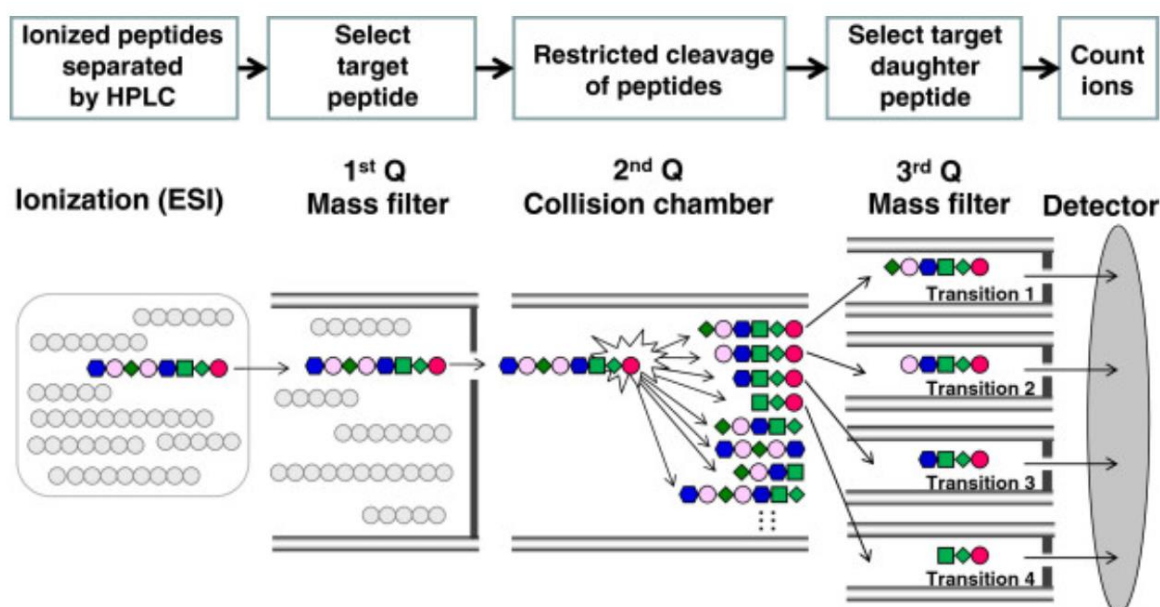 Ionized peptides
separated
by HPLC
Select
target
peptide
Restricted cleavage
of peptides
Select target
daughter
peptide
Count
ions
Ionization (ESI)
1st Q
Mass filter
2nd Q
Collision chamber
3rd Q
Mass filter
Detector
Transition 1
Transition 2
Transition 3
Transition 4